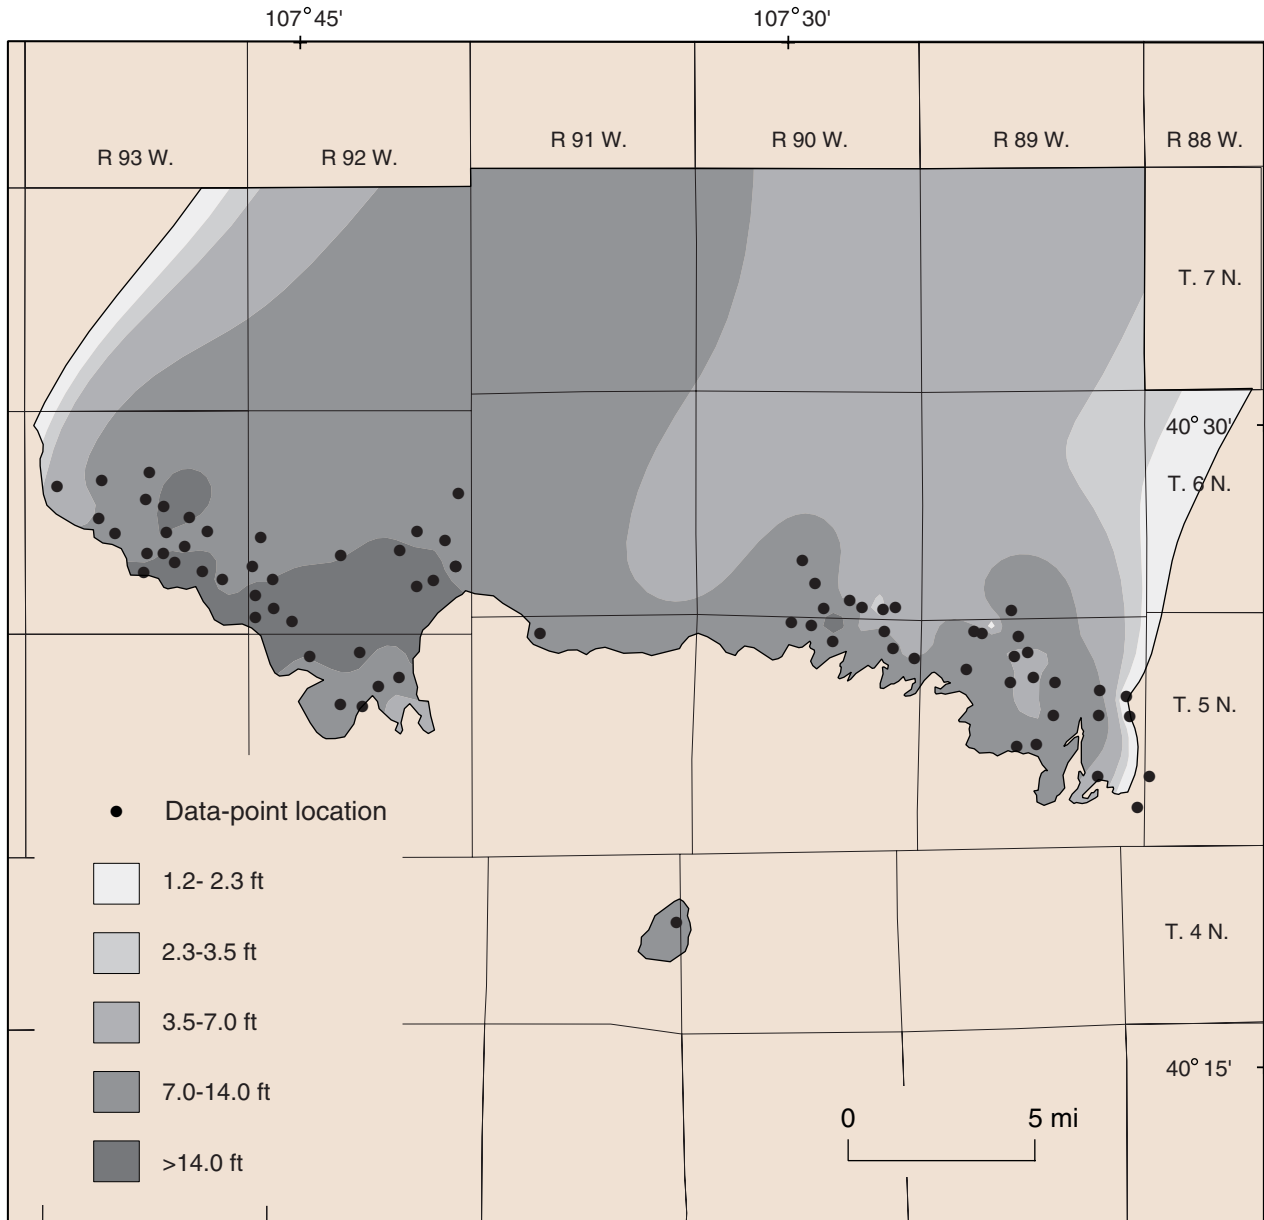 107°45'
107°30'
R 93 W.
R 92 W.
R 91 W.
R 90 W.
R 89 W.
R 88 W.
T. 7 N.
40° 30'
T. 6 N.
T. 5 N.
Data-point location
1.2- 2.3 ft
2.3-3.5 ft
3.5-7.0 ft
7.0-14.0 ft
>14.0 ft
T. 4 N.
40° 15'
0 5 mi